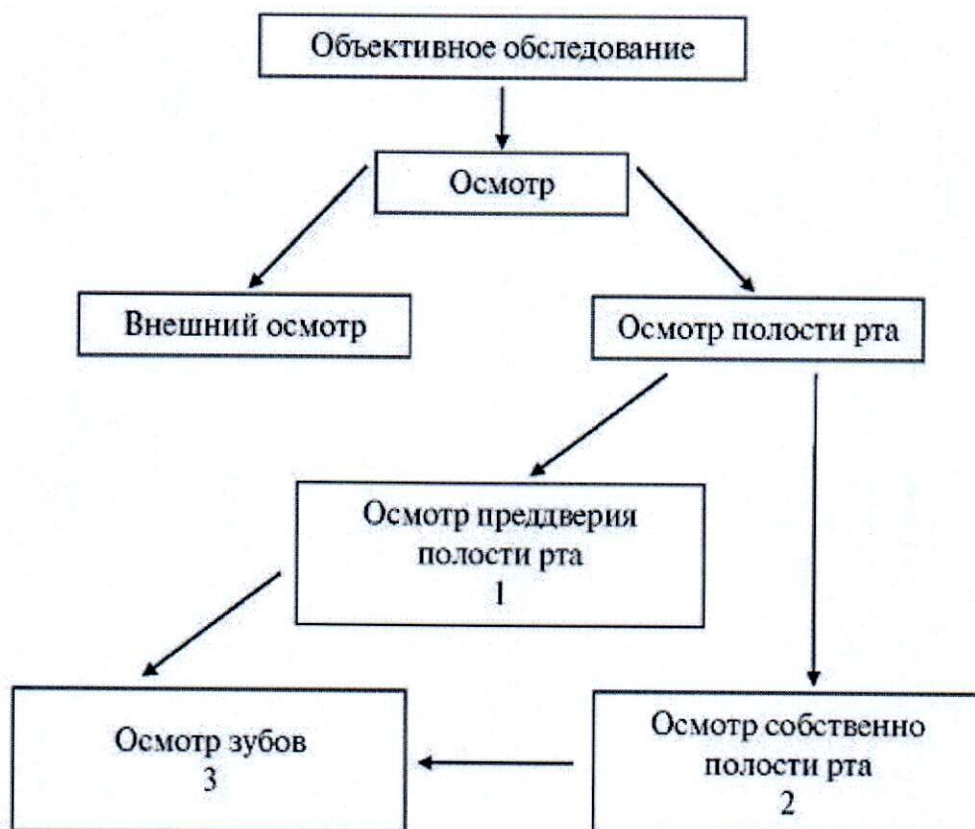 Объективное обследование
Осмотр
Внешний осмотр
Осмотр полости рта
Осмотр преддверия
полости рта
1
Осмотр зубов
3
Осмотр собственно
полости рта
2